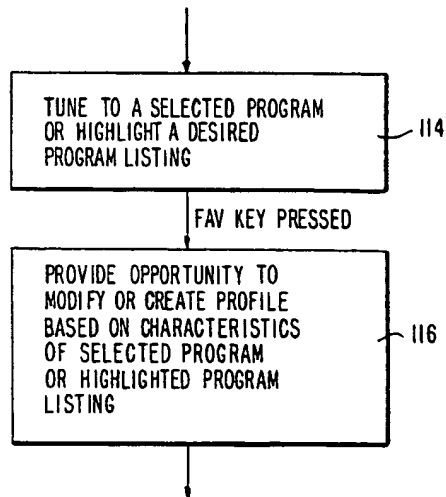 TUNE TO A SELECTED PROGRAM
OR HIGHLIGHT A DESIRED
PROGRAM LISTING
114
FAV KEY PRESSED
PROVIDE OPPORTUNITY TO
MODIFY OR CREATE PROFILE
BASED ON CHARACTERISTICS
OF SELECTED PROGRAM
OR HIGHLIGHTED PROGRAM
LISTING
116